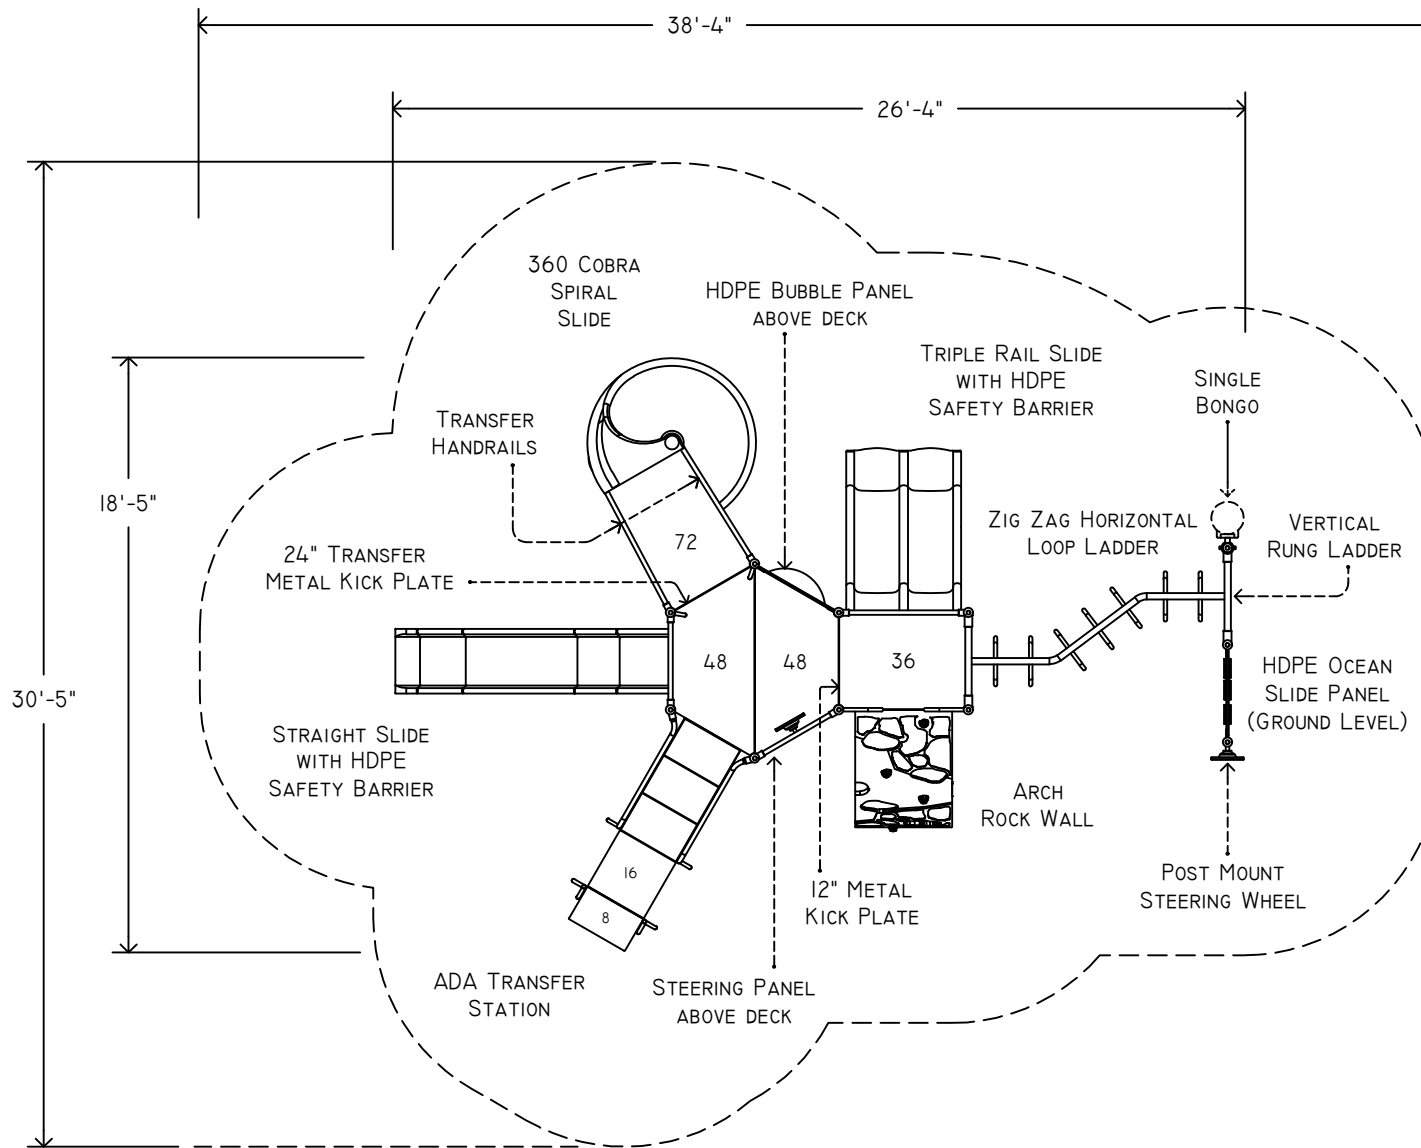 38'-4"
26'-4"
360 Cobra
Spiral
Slide
HDPE Bubble Panel
above deck
Triple Rail Slide
with HDPE
Safety Barrier
Single
Bongo
Transfer
Handrails
18'-5"
72
Zig Zag Horizontal
Loop Ladder
Vertical
Rung Ladder
24" Transfer
Metal Kick Plate
48
48
36
30'-5"
HDPE Ocean
Slide Panel
(Ground Level)
Straight Slide
with HDPE
Safety Barrier
Arch
Rock Wall
16
8
12" Metal
Kick Plate
Post Mount
Steering Wheel
ADA Transfer
Station
Steering Panel
above deck